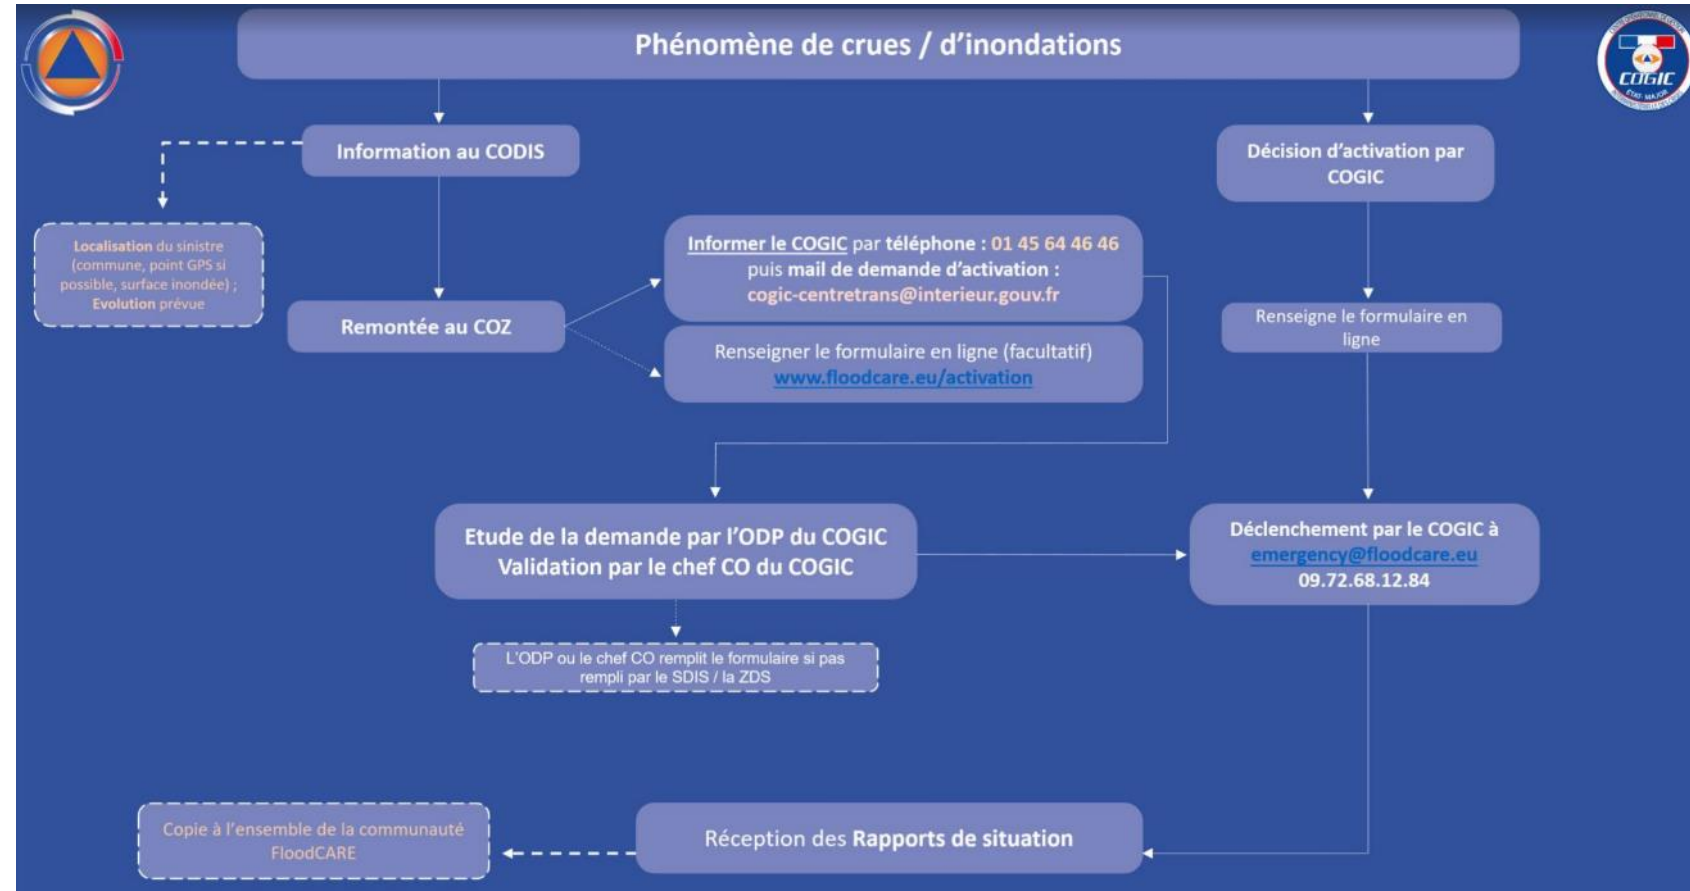 Phénomène de crues / d'inondations
COGIC
ETAT-MAJOR
Information au CODIS
Décision d'activation par
COGIC
Localisation du sinistre
(commune, point GPS si
possible, surface inondée) ;
Evolution prévue
Informer le COGIC par téléphone : 01 45 64 46 46
puis mail de demande d'activation :
cogic-centretrans@interieur.gouv.fr
Remontée au COZ
Renseigne le formulaire en
ligne
Renseigner le formulaire en ligne (facultatif)
www.floodcare.eu/activation
Etude de la demande par l'ODP du COGIC
Validation par le chef CO du COGIC
Déclenchement par le COGIC à
emergency@floodcare.eu
09.72.68.12.84
L'ODP ou le chef CO remplit le formulaire si pas
rempli par le SDIS / la ZDS
Copie à l'ensemble de la communauté
FloodCARE
Réception des Rapports de situation